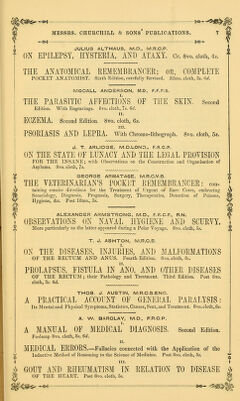 MESSRS. CHURCHILL & SONS' PUBLICATIONS. 7
JULIUS ALTHAUS, M.D., M.R.C.P.
ON EPILEPSY, HYSTERIA, AND ATAXY. Cr. 8vo. cloth, 4s.
THE ANATOMICAL REMEMBRANCER; OR, COMPLETE
POCKET ANATOMIST. Sixth Edition, carefully Revised. 32mo. cloth, 3s. 6d.
McCALL ANDERSON, M.D., F.F.P.S.
I.
THE PARASITIC AFFECTIONS OF THE SKIN. Second
Edition. With Engravings. 8vo. cloth, 7s. 6d.
II.
ECZEMA. Second Edition. 8vo. cloth, 6s.
III.
PSORIASIS AND LEPRA. With Chromo-lithograph. 8vo. cloth, 5s.
J. T. ARLIDGE, M.D.LOND., F.R.C.P.
ON THE STATE OF LUNACY AND THE LEGAL PROVISION
FOR THE INSANE; with Observations on the Construction and Organisation of
Asylums. 8vo. cloth, 7s.
GEORGE ARMITAGE, M.R.C.V.S.
THE VETERINARIAN'S POCKET REMEMBRANCER: con-
taining concise directions for the Treatment of Urgent or Rare Cases, embracing
Semeiology, Diagnosis, Prognosis, Surgery, Therapeutics, Detection of Poisons,
Hygiene, &c. Post 18mo. 3s.
ALEXANDER ARMSTRONG, M.D., F.R.C.P., R.N.
OBSERVATIONS ON NAVAL HYGIENE AND SCURVY.
More particularly as the latter appeared during a Polar Voyage. 8vo. cloth, 5s.
T. J. ASHTON, M.R.C.S.
I.
ON THE DISEASES, INJURIES, AND MALFORMATIONS
OF THE RECTUM AND ANUS. Fourth Edition. 8vo. cloth, 8s.
II.
PROLAPSUS, FISTULA IN ANO, AND OTHER DISEASES
OF THE RECTUM; their Pathology and Treatment. Third Edition. Post 8vo.
cloth, 3s. 6d.
THOS. J. AUSTIN, M.R.C.S.ENG.
A PRACTICAL ACCOUNT OF GENERAL PARALYSIS:
Its Mental and Physical Symptoms, Statistics, Causes, Seat, and Treatment. 8vo. cloth, 6s.
A. W. BARCLAY, M.D., F.R.C.P.
I.
A MANUAL OF MEDICAL DIAGNOSIS. Second Edition.
Foolscap 8vo. cloth, 8s. 6d.
II.
MEDICAL ERRORS.—Fallacies connected with the Application of the
Inductive Method of Reasoning to the Science of Medicine. Post 8vo. cloth, 5s.
III.
GOUT AND RHEUMATISM IN RELATION TO DISEASE
OF THE HEART. Post 8vo. cloth, 5s.